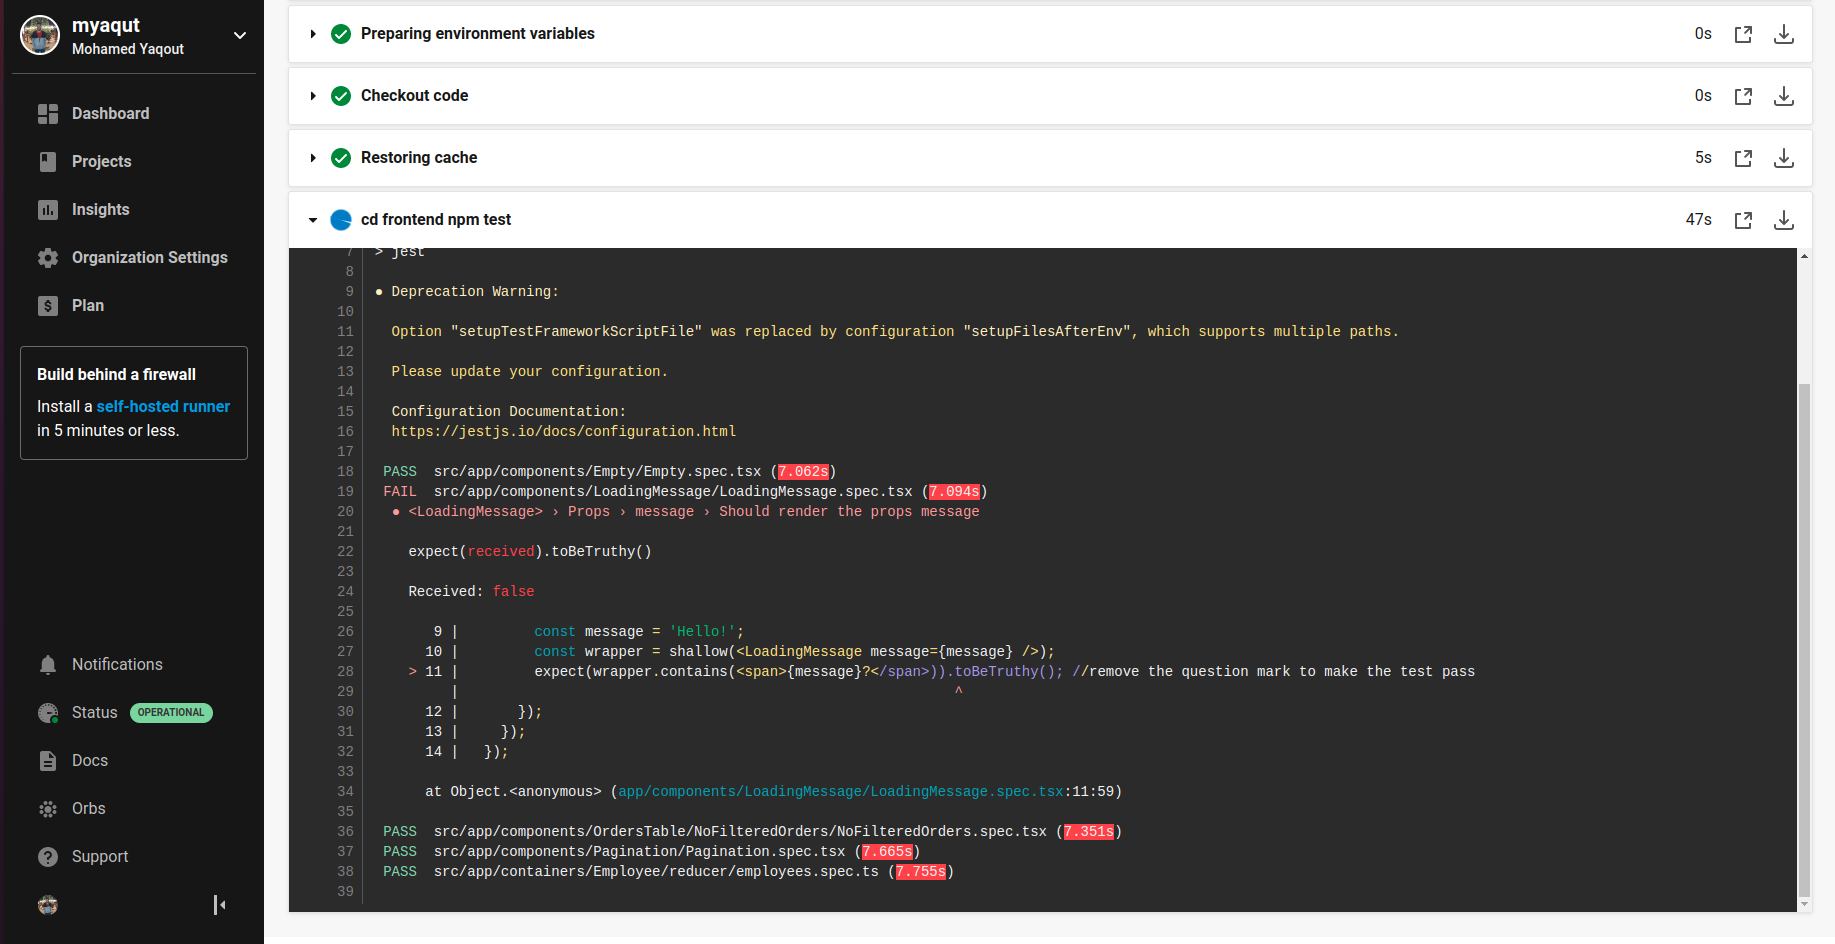 myaqut
Mohamed Yaqout
Dashboard
Projects
Insights
Organization Settings
Plan
Build behind a firewall
Install a self-hosted runner
in 5 minutes or less.
Notifications
Status OPERATIONAL
Docs
Orbs
Support
Preparing environment variables 0s
Checkout code 0s
Restoring cache 5s
cd frontend npm test 47s
7 > jest
8
9 ● Deprecation Warning:
10
11 Option "setupTestFrameworkScriptFile" was replaced by configuration "setupFilesAfterEnv", which supports multiple paths.
12
13 Please update your configuration.
14
15 Configuration Documentation:
16 https://jestjs.io/docs/configuration.html
17
18 PASS src/app/components/Empty/Empty.spec.tsx (7.062s)
19 FAIL src/app/components/LoadingMessage/LoadingMessage.spec.tsx (7.094s)
20 ● <LoadingMessage> › Props › message › Should render the props message
21
22 expect(received).toBeTruthy()
23
24 Received: false
25
26 9 | const message = 'Hello!';
27 10 | const wrapper = shallow(<LoadingMessage message={message} />);
28 > 11 | expect(wrapper.contains(<span>{message}?</span>)).toBeTruthy(); //remove the question mark to make the test pass
29 | ^
30 12 | });
31 13 | });
32 14 | });
33
34 at Object.<anonymous> (app/components/LoadingMessage/LoadingMessage.spec.tsx:11:59)
35
36 PASS src/app/components/OrdersTable/NoFilteredOrders/NoFilteredOrders.spec.tsx (7.351s)
37 PASS src/app/components/Pagination/Pagination.spec.tsx (7.665s)
38 PASS src/app/containers/Employee/reducer/employees.spec.ts (7.755s)
39